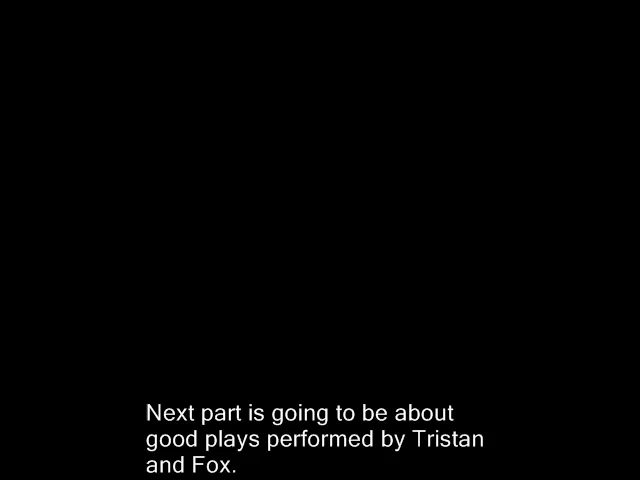 Next part is going to be about
good plays performed by Tristan
and Fox.